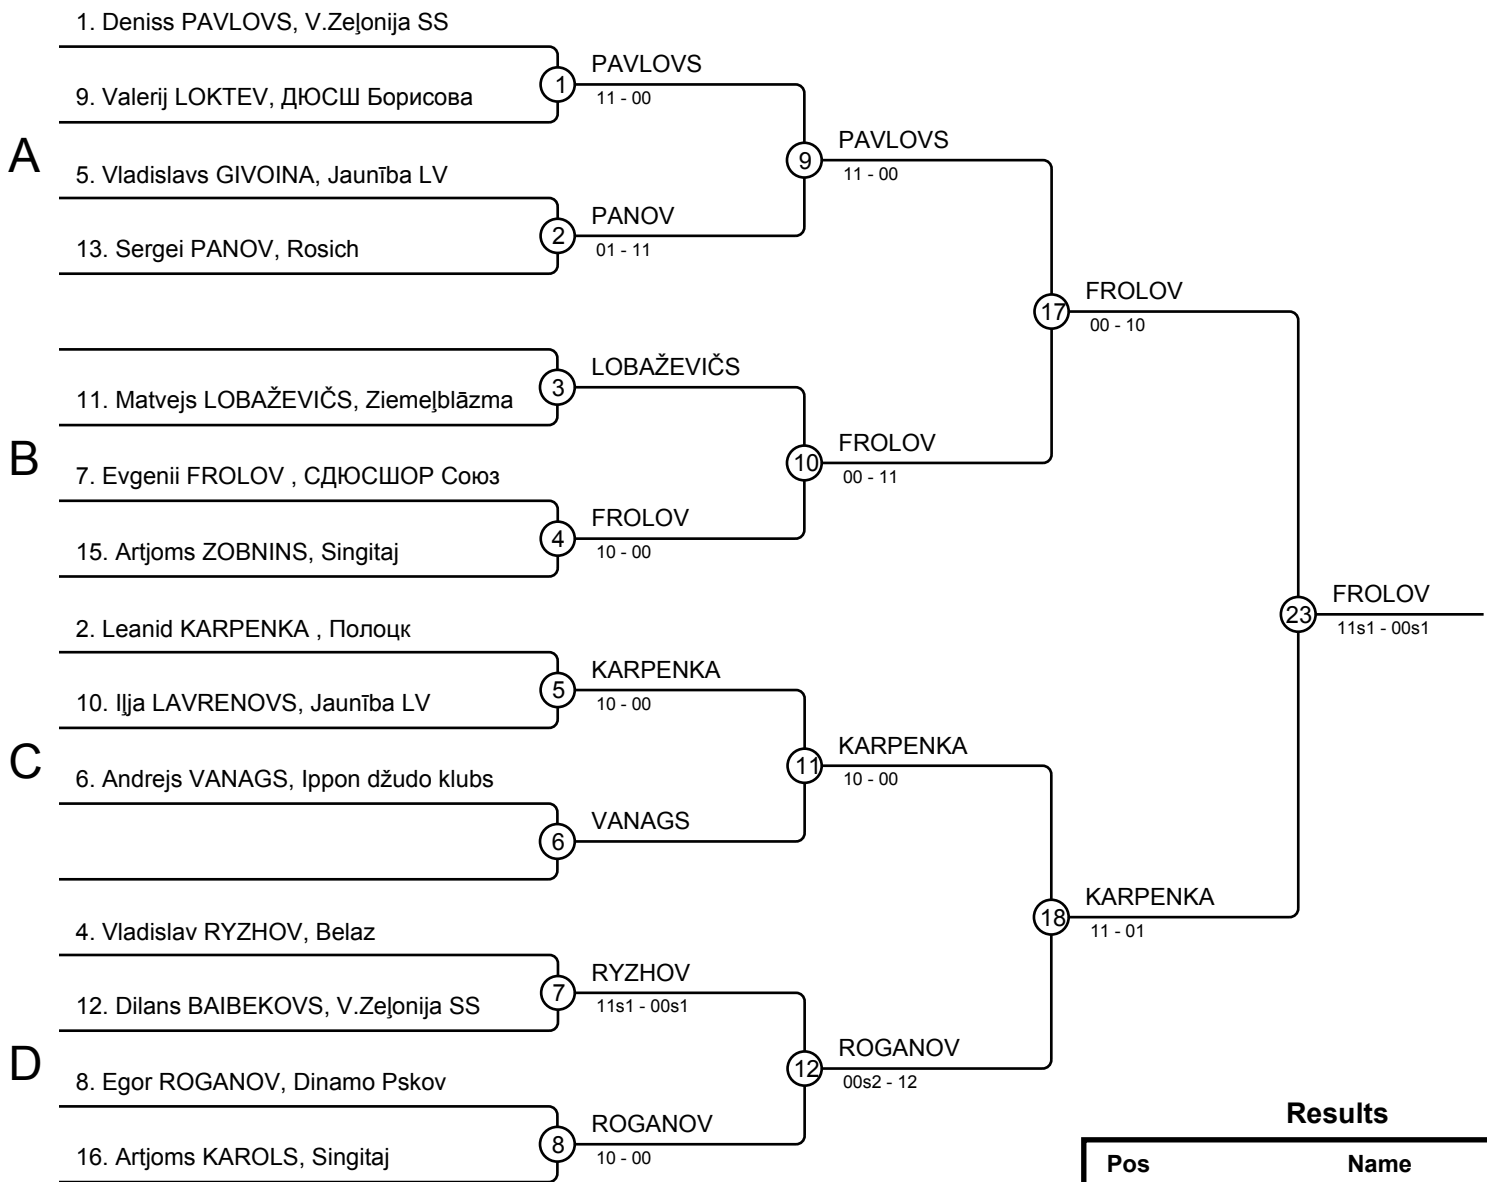 1. Deniss PAVLOVS, V.Zeļonija SS
1
PAVLOVS
11 - 00
9. Valerij LOKTEV, ДЮСШ Борисова
A
9
PAVLOVS
11 - 00
5. Vladislavs GIVOINA, Jaunība LV
2
PANOV
01 - 11
13. Sergei PANOV, Rosich
17
FROLOV
00 - 10
3
LOBAŽEVIČS
11. Matvejs LOBAŽEVIČS, Ziemeļblāzma
B
10
FROLOV
00 - 11
7. Evgenii FROLOV , СДЮСШОР Союз
4
FROLOV
10 - 00
15. Artjoms ZOBNINS, Singitaj
23
FROLOV
11s1 - 00s1
2. Leanid KARPENKA , Полоцк
5
KARPENKA
10 - 00
10. Iļja LAVRENOVS, Jaunība LV
C
11
KARPENKA
10 - 00
6. Andrejs VANAGS, Ippon džudo klubs
6
VANAGS
18
KARPENKA
11 - 01
4. Vladislav RYZHOV, Belaz
7
RYZHOV
11s1 - 00s1
12. Dilans BAIBEKOVS, V.Zeļonija SS
D
12
ROGANOV
00s2 - 12
8. Egor ROGANOV, Dinamo Pskov
8
ROGANOV
10 - 00
16. Artjoms KAROLS, Singitaj
Results
Pos Name